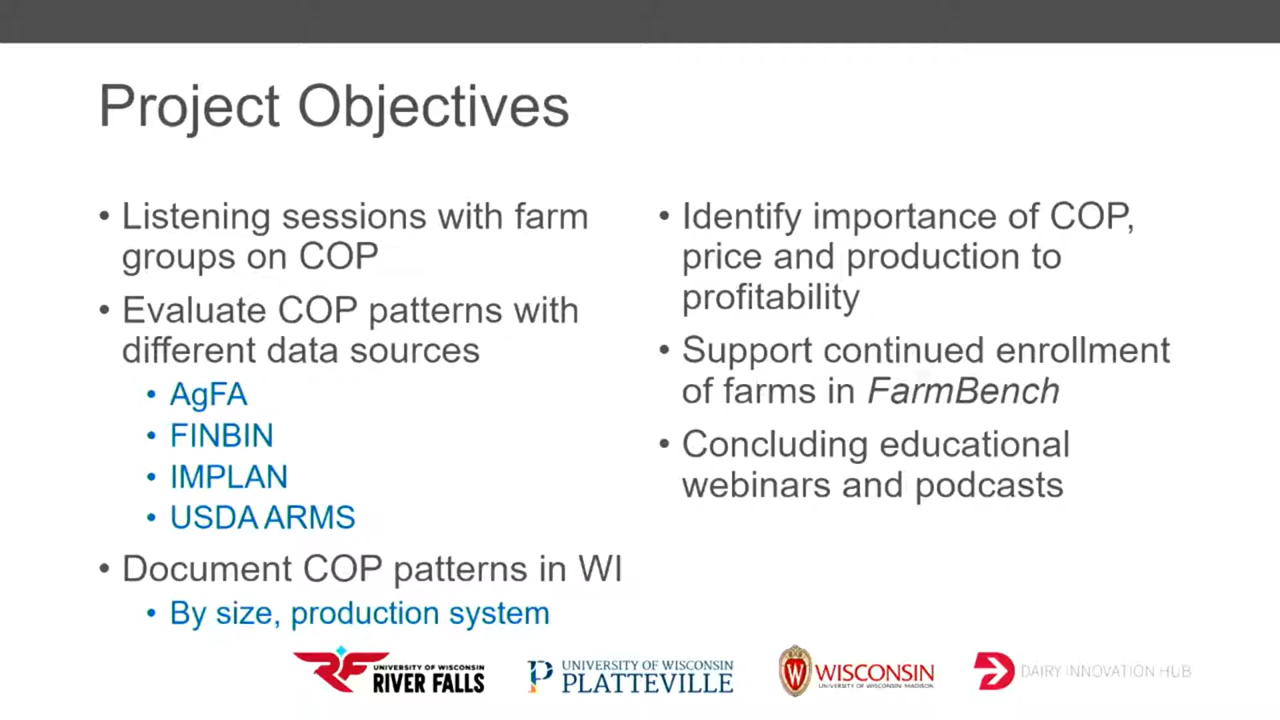 Project Objectives
• Listening sessions with farm
groups on COP
• Evaluate COP patterns with
different data sources
• AgFA
• FINBIN
• IMPLAN
• USDA ARMS
• Document COP patterns in WI
• By size, production system
• Identify importance of COP,
price and production to
profitability
• Support continued enrollment
of farms in FarmBench
• Concluding educational
webinars and podcasts
UNIVERSITY OF WISCONSIN
RIVER FALLS
UNIVERSITY OF WISCONSIN
PLATTEVILLE
WISCONSIN
UNIVERSITY OF WISCONSIN-MADISON
DAIRY INNOVATION HUB